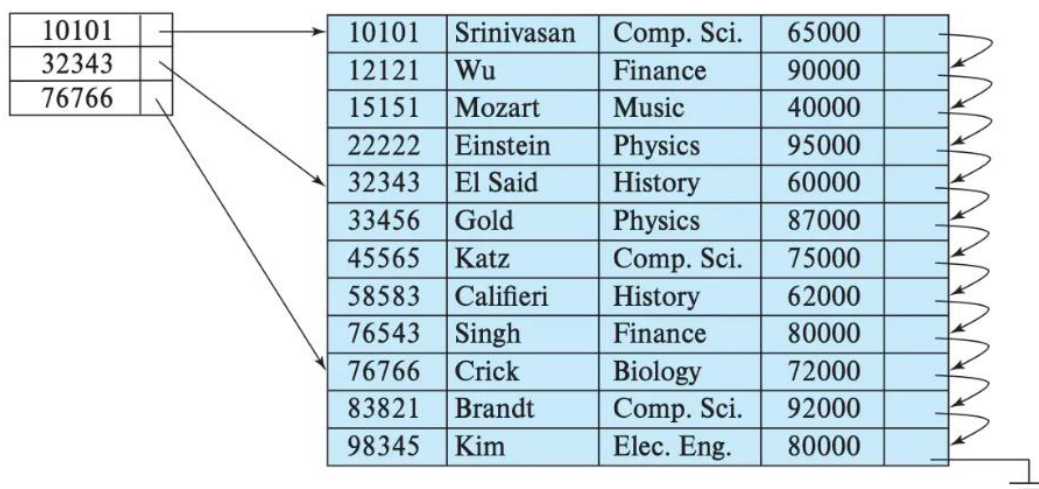 10101
32343
76766
10101 Srinivasan Comp. Sci. 65000
12121 Wu Finance 90000
15151 Mozart Music 40000
22222 Einstein Physics 95000
32343 El Said History 60000
33456 Gold Physics 87000
45565 Katz Comp. Sci. 75000
58583 Califieri History 62000
76543 Singh Finance 80000
76766 Crick Biology 72000
83821 Brandt Comp. Sci. 92000
98345 Kim Elec. Eng. 80000